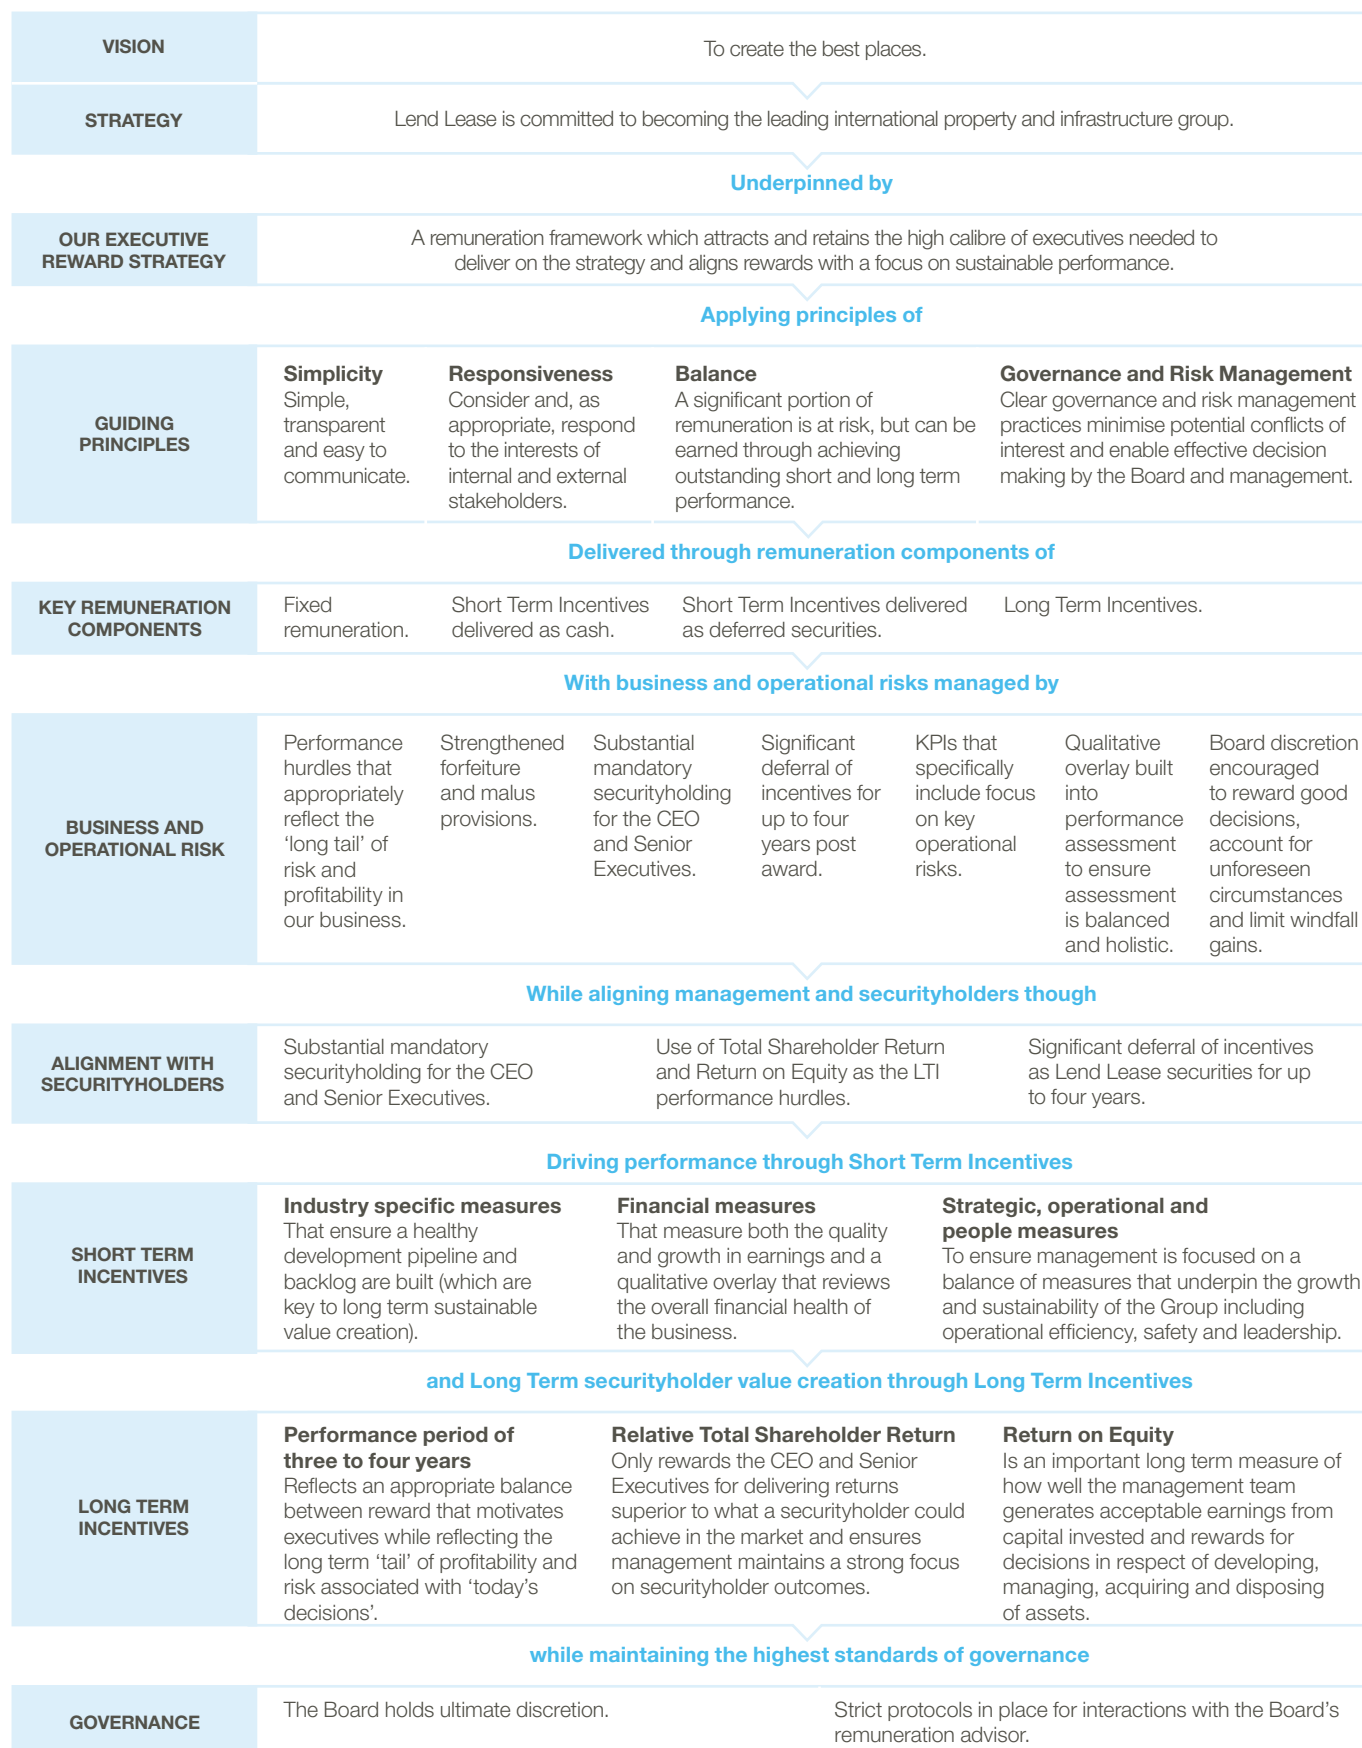 VISION
To create the best places.
STRATEGY
Lend Lease is committed to becoming the leading international property and infrastructure group.
Underpinned by
OUR EXECUTIVE
REWARD STRATEGY
A remuneration framework which attracts and retains the high calibre of executives needed to
deliver on the strategy and aligns rewards with a focus on sustainable performance.
Applying principles of
GUIDING
PRINCIPLES
Simplicity
Simple,
transparent
and easy to
communicate.
Responsiveness
Consider and, as
appropriate, respond
to the interests of
internal and external
stakeholders.
Balance
A significant portion of
remuneration is at risk, but can be
earned through achieving
outstanding short and long term
performance.
Governance and Risk Management
Clear governance and risk management
practices minimise potential conflicts of
interest and enable effective decision
making by the Board and management.
Delivered through remuneration components of
KEY REMUNERATION
COMPONENTS
Fixed
remuneration.
Short Term Incentives
delivered as cash.
Short Term Incentives delivered
as deferred securities.
Long Term Incentives.
With business and operational risks managed by
BUSINESS AND
OPERATIONAL RISK
Performance
hurdles that
appropriately
reflect the
‘long tail’ of
risk and
profitability in
our business.
Strengthened
forfeiture
and malus
provisions.
Substantial
mandatory
securityholding
for the CEO
and Senior
Executives.
Significant
deferral of
incentives for
up to four
years post
award.
KPIs that
specifically
include focus
on key
operational
risks.
Qualitative
overlay built
into
performance
assessment
to ensure
assessment
is balanced
and holistic.
Board discretion
encouraged
to reward good
decisions,
account for
unforeseen
circumstances
and limit windfall
gains.
While aligning management and securityholders though
ALIGNMENT WITH
SECURITYHOLDERS
Substantial mandatory
securityholding for the CEO
and Senior Executives.
Use of Total Shareholder Return
and Return on Equity as the LTI
performance hurdles.
Significant deferral of incentives
as Lend Lease securities for up
to four years.
Driving performance through Short Term Incentives
SHORT TERM
INCENTIVES
Industry specific measures
That ensure a healthy
development pipeline and
backlog are built (which are
key to long term sustainable
value creation).
Financial measures
That measure both the quality
and growth in earnings and a
qualitative overlay that reviews
the overall financial health of
the business.
Strategic, operational and
people measures
To ensure management is focused on a
balance of measures that underpin the growth
and sustainability of the Group including
operational efficiency, safety and leadership.
and Long Term securityholder value creation through Long Term Incentives
LONG TERM
INCENTIVES
Performance period of
three to four years
Reflects an appropriate balance
between reward that motivates
executives while reflecting the
long term ‘tail’ of profitability and
risk associated with ‘today’s
decisions’.
Relative Total Shareholder Return
Only rewards the CEO and Senior
Executives for delivering returns
superior to what a securityholder could
achieve in the market and ensures
management maintains a strong focus
on securityholder outcomes.
Return on Equity
Is an important long term measure of
how well the management team
generates acceptable earnings from
capital invested and rewards for
decisions in respect of developing,
managing, acquiring and disposing
of assets.
while maintaining the highest standards of governance
GOVERNANCE
The Board holds ultimate discretion.
Strict protocols in place for interactions with the Board’s
remuneration advisor.